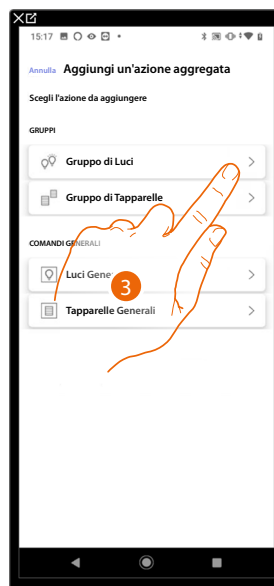 15:17
Annulla Aggiungi un'azione aggregata
Scegli l'azione da aggiungere
GRUPPI
Gruppo di Luci
Gruppo di Tapparelle
COMANDI GENERALI
Luci Gene
3
Tapparelle Generali